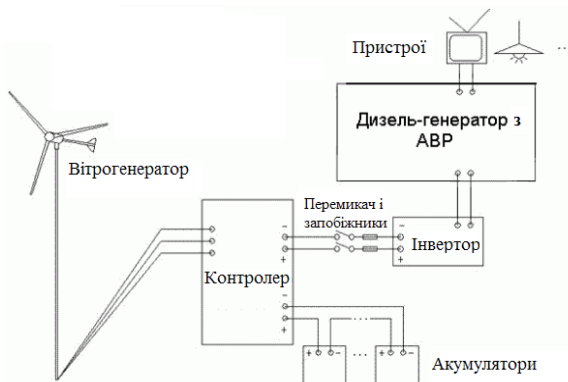 Пристрої
...
Дизель-генератор з
АВР
Вітрогенератор
Перемикач і
запобіжники
−
+
−
+
Інвертор
Контролер
−
+
+ −
...
+ −
Акумулятори